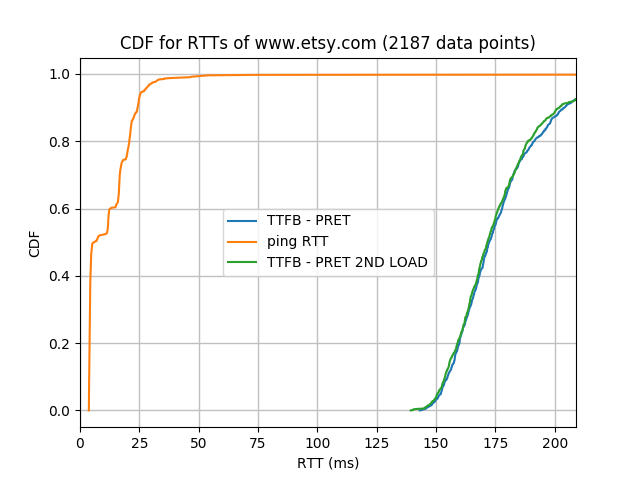 CDF for RTTs of www.etsy.com (2187 data points)
1.0
0.8
0.6
0.4
0.2
0.0
CDF
TTFB - PRET
ping RTT
TTFB - PRET 2ND LOAD
0 25 50 75 100 125 150 175 200
RTT (ms)